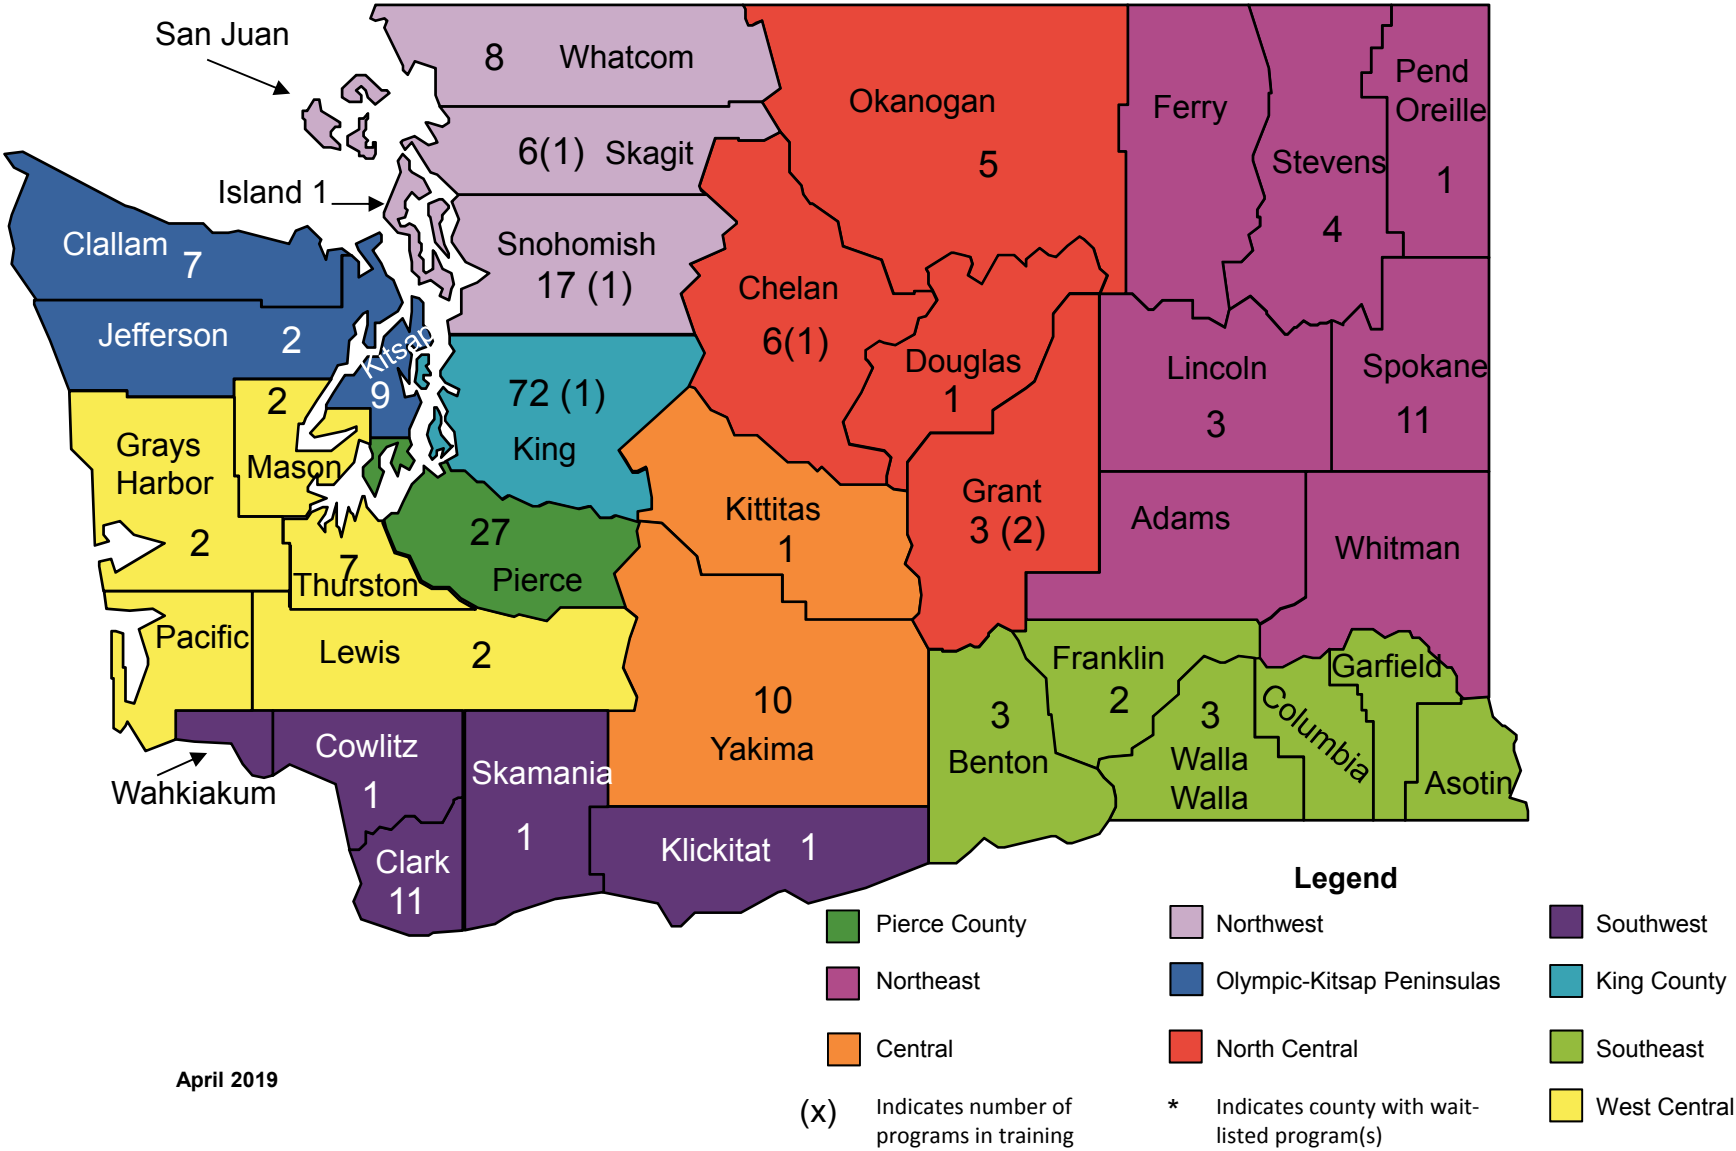 San Juan
8 Whatcom
Okanogan
5
Ferry
Pend
Oreille
1
Stevens
4
6(1) Skagit
Island 1
Snohomish
17 (1)
Clallam 7
Jefferson 2
Kitsap
9
Chelan
6(1)
Douglas
1
Lincoln
3
Spokane
11
72 (1)
King
2
Mason
Grays
Harbor
2
Kittitas
1
Grant
3 (2)
Adams
Whitman
27
Pierce
7
Thurston
Pacific
Lewis 2
10
Yakima
Franklin
2
3
Benton
3
Walla
Walla
Columbia
Garfield
Asotin
Cowlitz
1
Wahkiakum
Skamania
1
Clark
11
Klickitat 1
Legend
Pierce County
Northwest
Southwest
Northeast
Olympic-Kitsap Peninsulas
King County
Central
North Central
Southeast
April 2019
(x) Indicates number of
programs in training
* Indicates county with wait-
listed program(s)
West Central